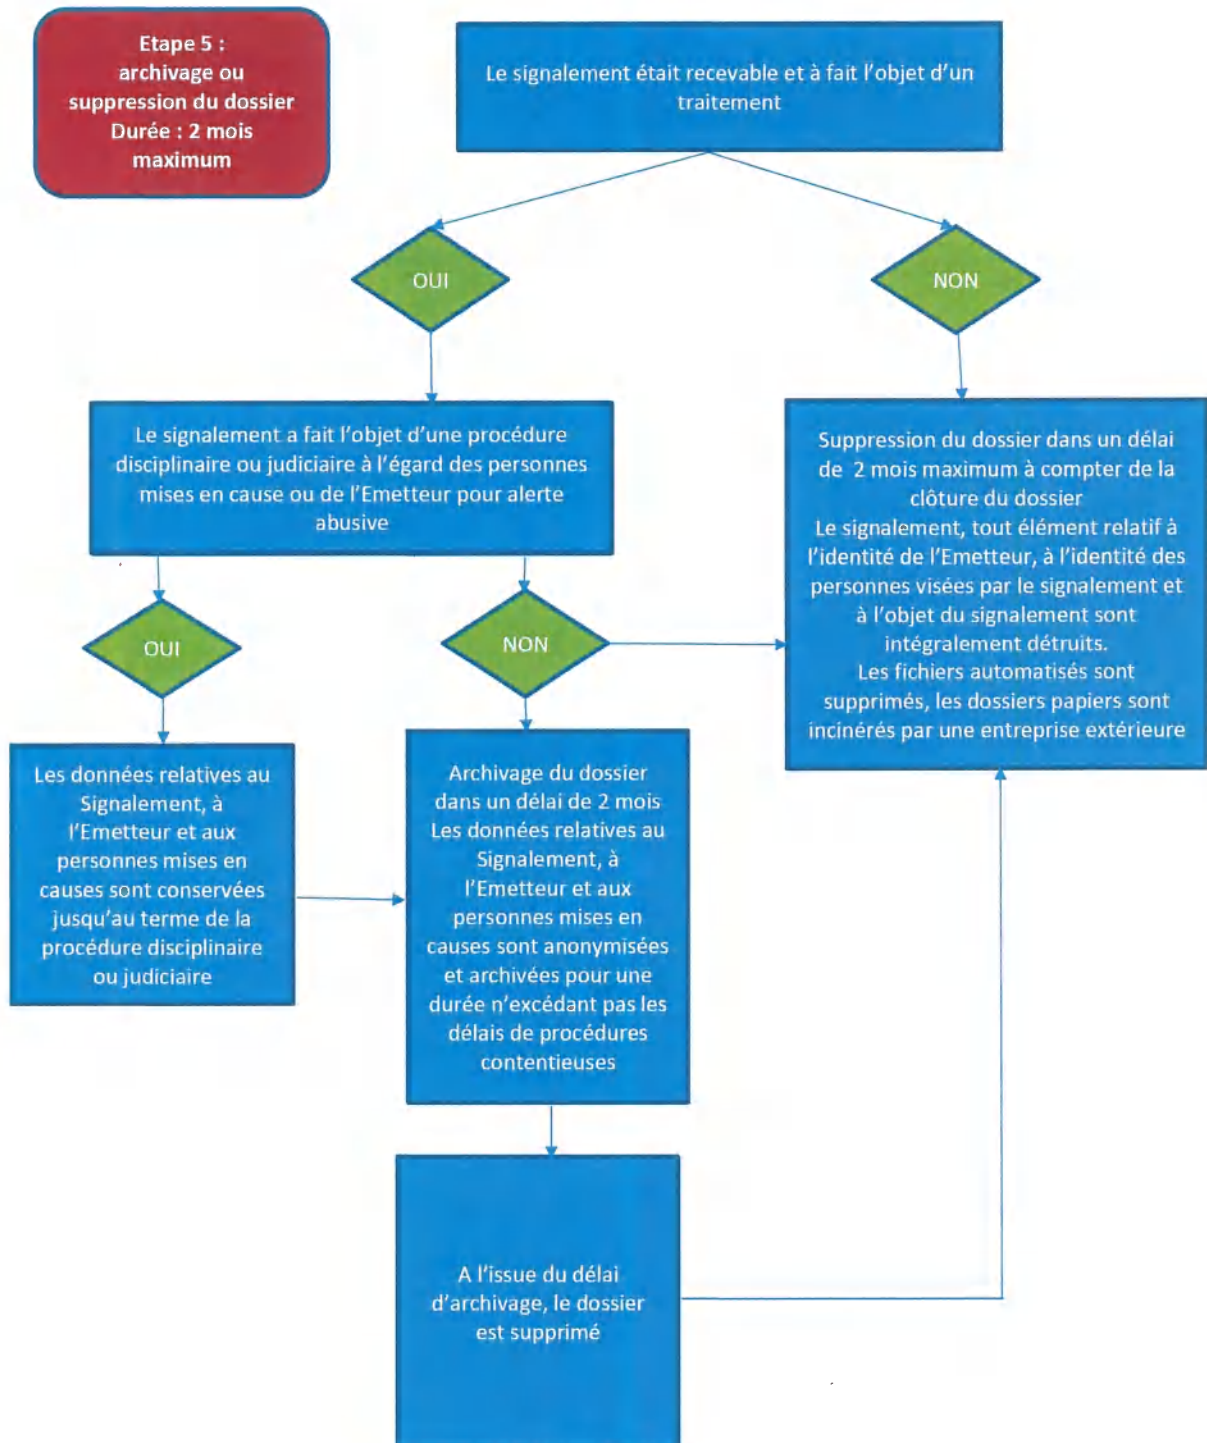 Etape 5 :
archivage ou
suppression du dossier
Durée : 2 mois
maximum
Le signalement était recevable et à fait l'objet d'un
traitement
OUI
NON
Le signalement a fait l'objet d'une procédure
disciplinaire ou judiciaire à l'égard des personnes
mises en cause ou de l'Emetteur pour alerte
abusive
Suppression du dossier dans un délai
de 2 mois maximum à compter de la
clôture du dossier
Le signalement, tout élément relatif à
l'identité de l'Emetteur, à l'identité des
personnes visées par le signalement et
à l'objet du signalement sont
intégralement détruits.
Les fichiers automatisés sont
supprimés, les dossiers papiers sont
incinérés par une entreprise extérieure
OUI
NON
Les données relatives au
Signalement, à
l'Emetteur et aux
personnes mises en
causes sont conservées
jusqu'au terme de la
procédure disciplinaire
ou judiciaire
Archivage du dossier
dans un délai de 2 mois
Les données relatives au
Signalement, à
l'Emetteur et aux
personnes mises en
causes sont anonymisées
et archivées pour une
durée n'excédant pas les
délais de procédures
contentieuses
A l'issue du délai
d'archivage, le dossier
est supprimé